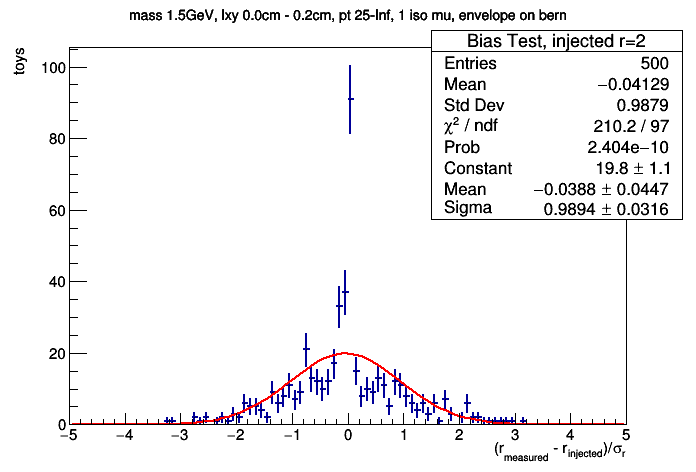 mass 1.5GeV, lxy 0.0cm - 0.2cm, pt 25-Inf, 1 iso mu, envelope on bern
Bias Test, injected r=2
Entries 500
Mean −0.04129
Std Dev 0.9879
χ² / ndf 210.2 / 97
Prob 2.404e−10
Constant 19.8 ± 1.1
Mean −0.0388 ± 0.0447
Sigma 0.9894 ± 0.0316
toys
100
80
60
40
20
0
−5 −4 −3 −2 −1 0 1 2 3 4 5
(r_measured - r_injected)/σ_r